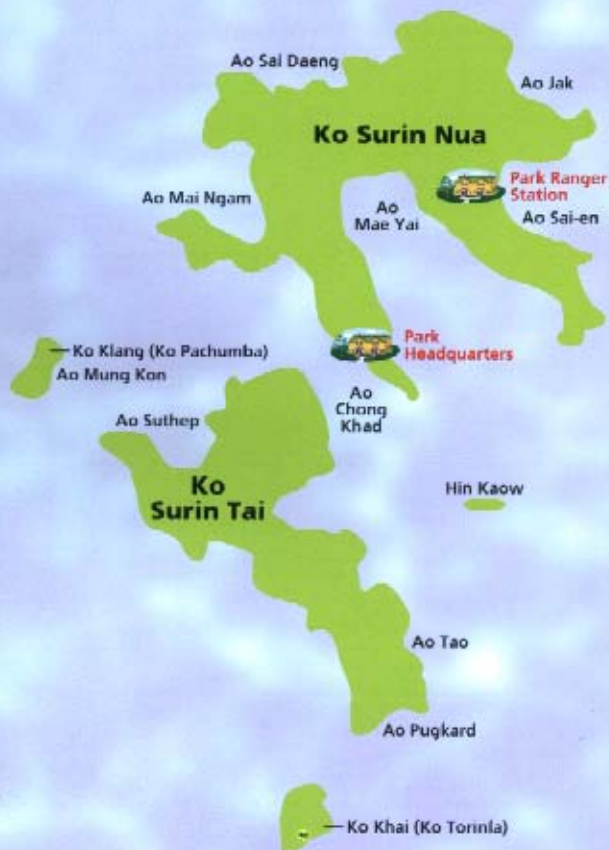 Ao Sai Daeng
Ao Jak
Ko Surin Nua
Park Ranger
Station
Ao Mai Ngam
Ao
Mae Yai
Ao Sai-en
Park
Headquarters
Ko Klang (Ko Pachumba)
Ao Mung Kon
Ao
Chong
Khad
Ao Suthep
Ko
Surin Tai
Hin Kaow
Ao Tao
Ao Pugkard
Ko Khai (Ko Torinla)